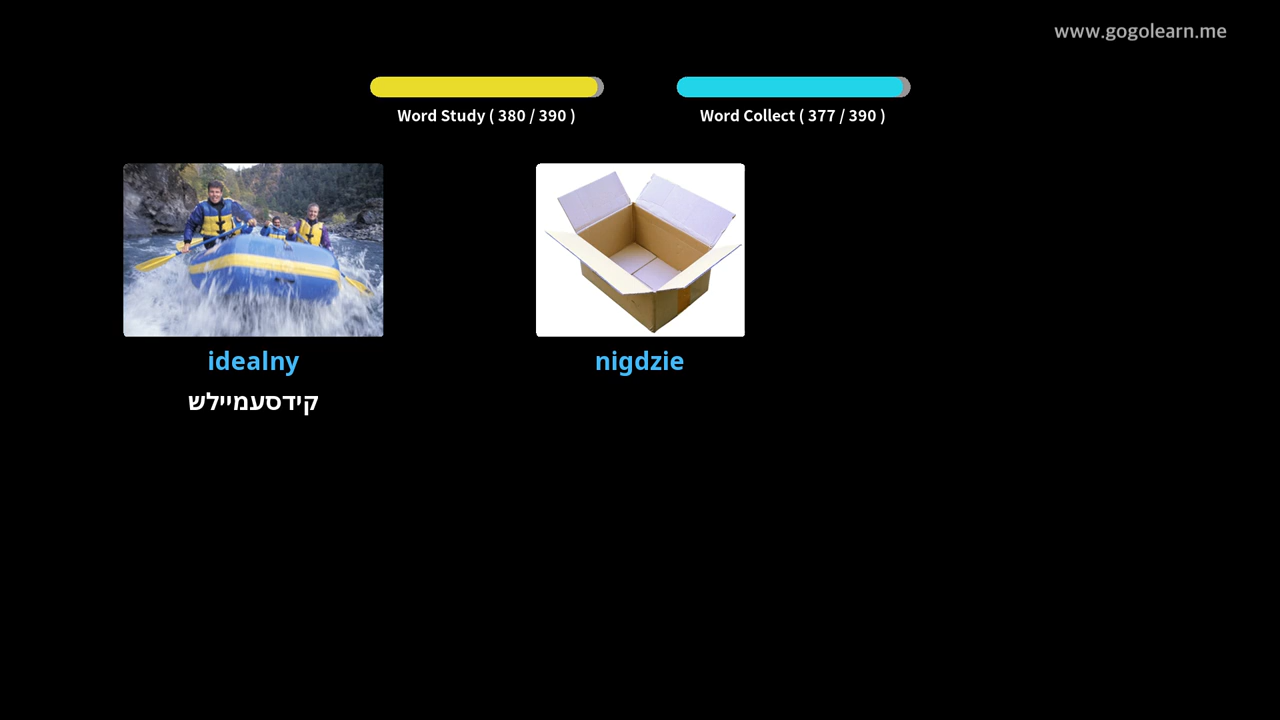 www.gogolearn.me
Word Study ( 380 / 390 )
Word Collect ( 377 / 390 )
idealny
nigdzie
קידסעמיילש